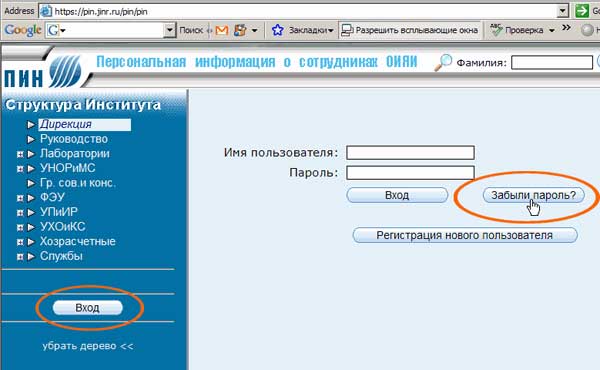 Address https://pin.jinr.ru/pin/pin Go
Google G Поиск Закладки Разрешить всплывающие окна Проверка
ПИН Персональная информация о сотрудниках ОИЯИ Фамилия:
Структура Института
Дирекция
Руководство
Лаборатории
УНОРиМС
Гр. сов.и конс.
ФЭУ
УПиИР
УХОиКС
Хозрасчетные
Службы
Вход
убрать дерево <<
Имя пользователя:
Пароль:
Вход Забыли пароль?
Регистрация нового пользователя